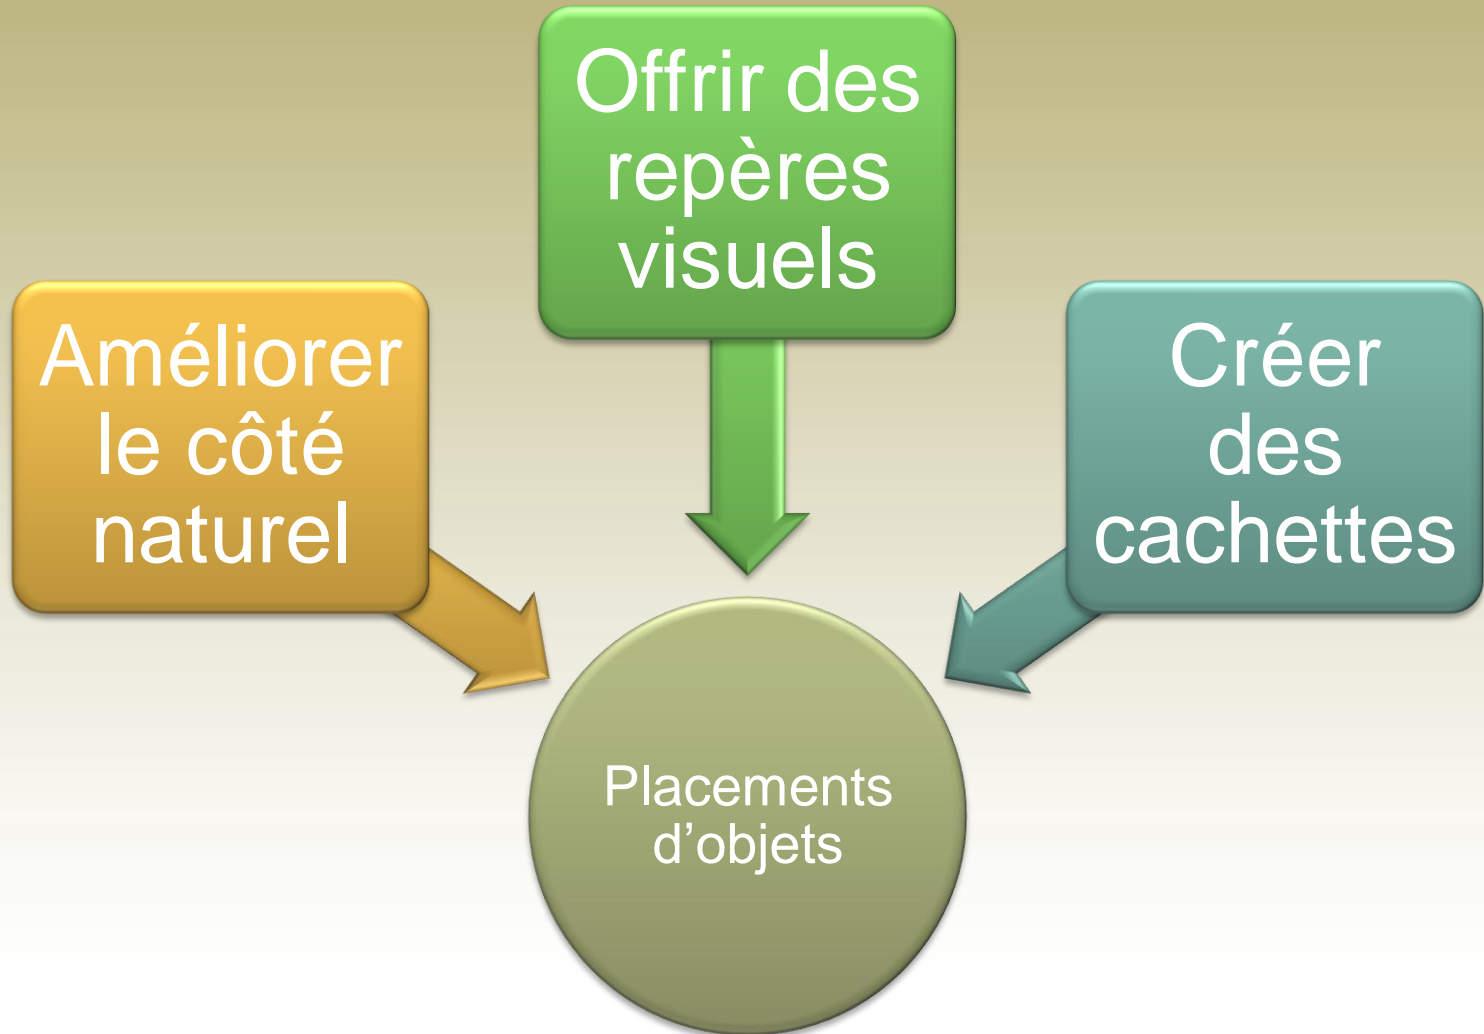 Offrir des
repères
visuels
Améliorer
le côté
naturel
Créer
des
cachettes
Placements
d’objets